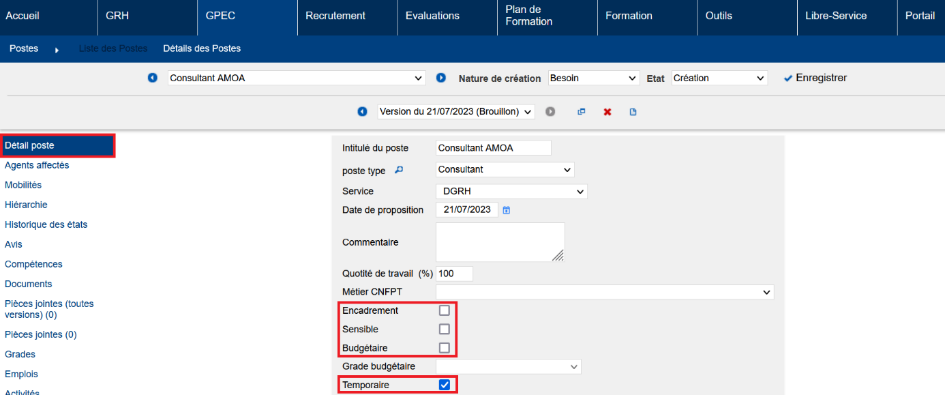 Accueil GRH GPEC Recrutement Evaluations Plan de Formation Formation Outils Libre-Service Portail
Postes Liste des Postes Détails des Postes
Consultant AMOA Nature de création Besoin Etat Création Enregistrer
Version du 21/07/2023 (Brouillon)
Détail poste
Agents affectés
Mobilités
Hiérarchie
Historique des états
Avis
Compétences
Documents
Pièces jointes (toutes
versions) (0)
Pièces jointes (0)
Grades
Emplois
Activités
Intitulé du poste Consultant AMOA
poste type Consultant
Service DGRH
Date de proposition 21/07/2023
Commentaire
Quotité de travail (%) 100
Métier CNFPT
Encadrement
Sensible
Budgétaire
Grade budgétaire
Temporaire